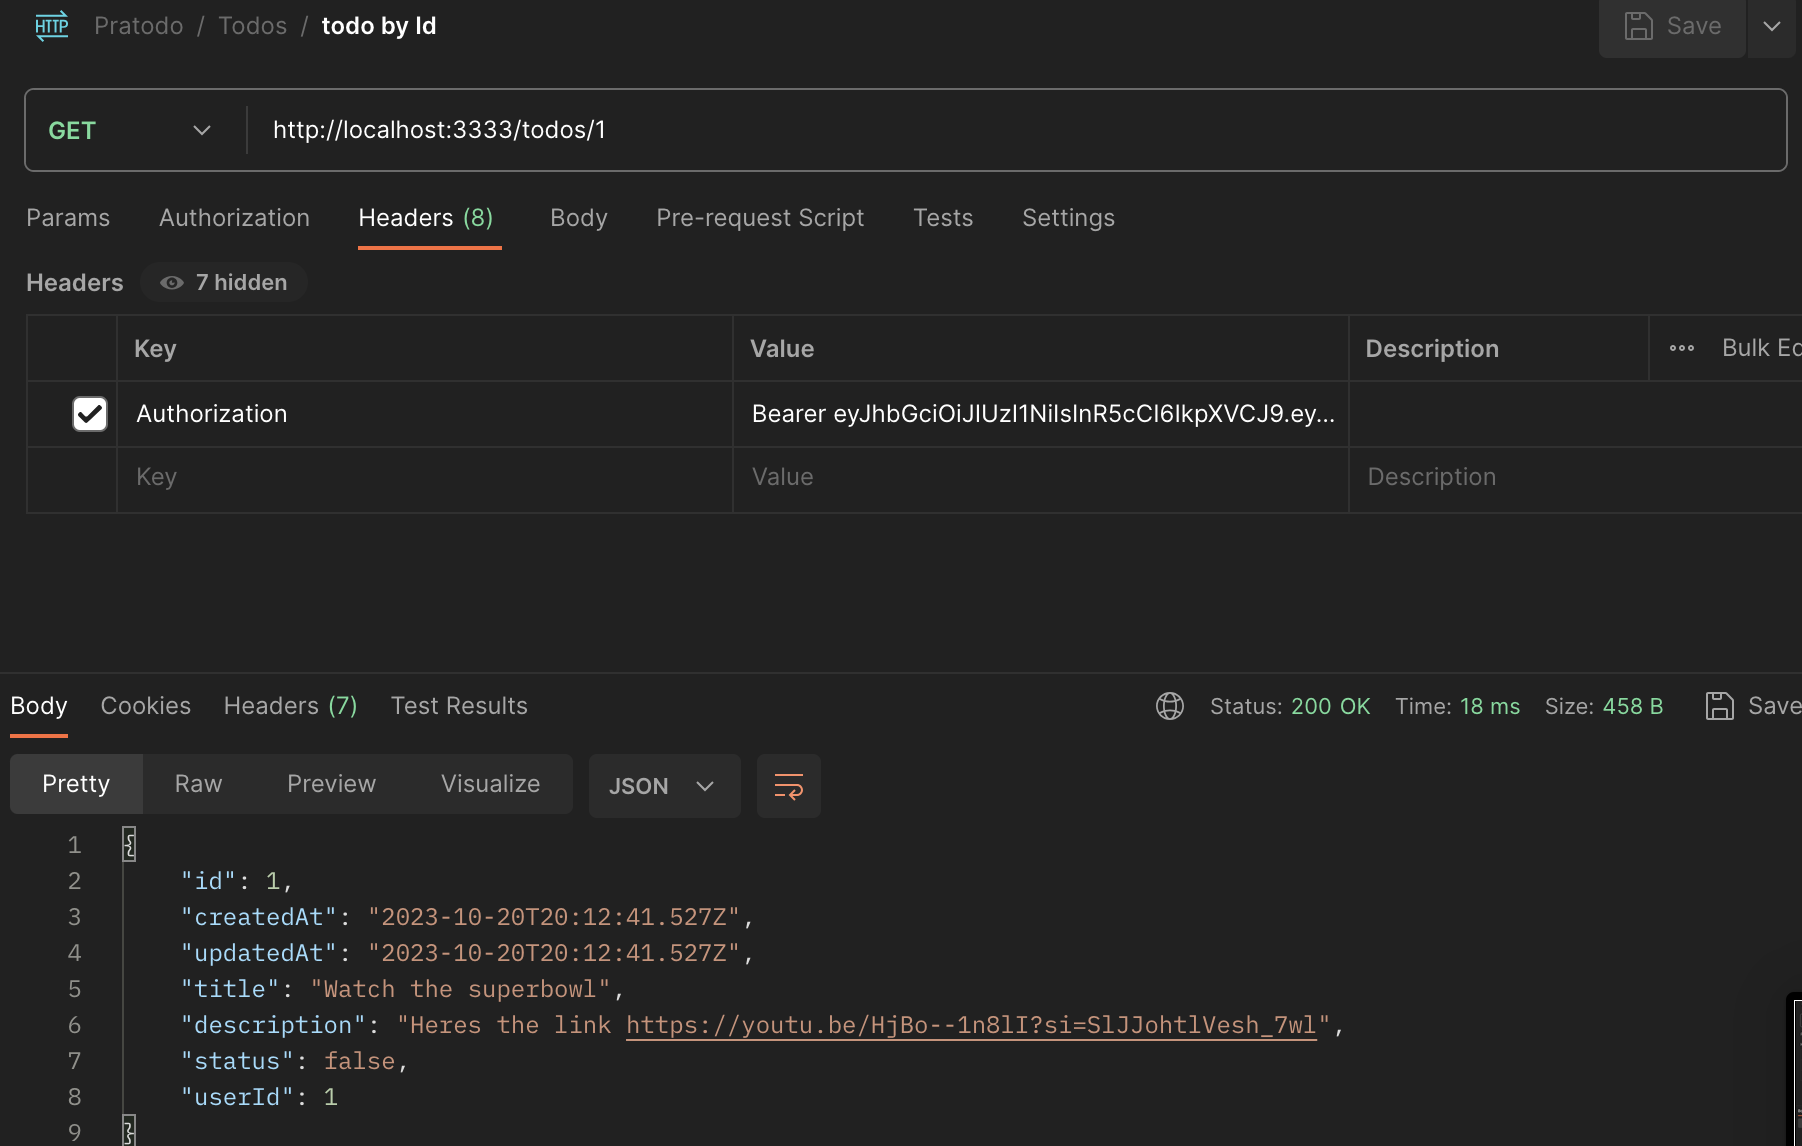 HTTP Pratodo / Todos / todo by Id Save
GET http://localhost:3333/todos/1
Params Authorization Headers (8) Body Pre-request Script Tests Settings
Headers 7 hidden
Key Value Description Bulk Ed
Authorization Bearer eyJhbGciOiJIUzI1NiIsInR5cCI6IkpXVCJ9.ey...
Key Value Description
Body Cookies Headers (7) Test Results Status: 200 OK Time: 18 ms Size: 458 B Save
Pretty Raw Preview Visualize JSON
1 {
2 "id": 1,
3 "createdAt": "2023-10-20T20:12:41.527Z",
4 "updatedAt": "2023-10-20T20:12:41.527Z",
5 "title": "Watch the superbowl",
6 "description": "Heres the link https://youtu.be/HjBo--1n8lI?si=SlJJohtlVesh_7wl",
7 "status": false,
8 "userId": 1
9 }